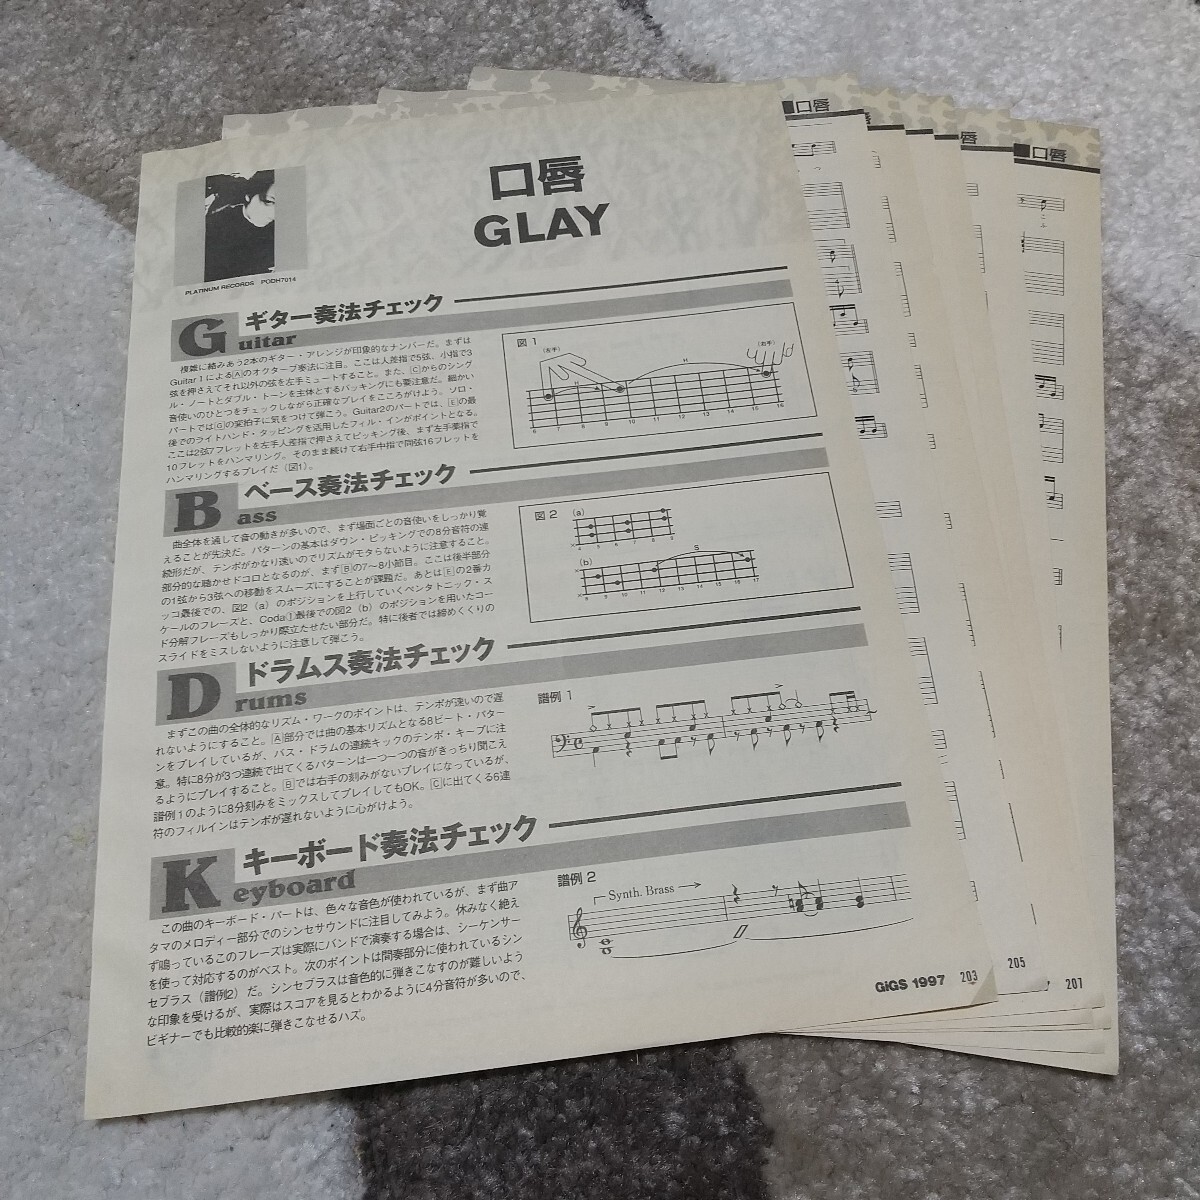 口唇
GLAY
PLATINUM RECORDS PODH7014
Guitar
ギター奏法チェック
複雑に絡みあう2本のギター・アレンジが印象的なナンバーだ。まずは
Guitar1によるAのオクターブ奏法に注目。ここは人差指で5弦、小指で3
弦を押さえてそれ以外の弦を左手ミュートすること。また、Cからのシング
ル・ノートとダブル・トーンを主体とするバッキングにも要注意だ。細かい
音使いのひとつをチェックしながら正確なプレイをこころがけよう。ソロ・
パートではGの変拍子に気をつけて弾こう。Guitar2のパートでは、Eの最
後でのライトハンド・タッピングを活用したフィル・インがポイントとなる。
ここは2弦7フレットを左手人差指で押さえてピッキング後、まず左手薬指で
10フレットをハンマリング。そのまま続けて右手中指で同弦16フレットを
ハンマリングするプレイだ（図1）。
図1
(左手)
(右手)
H
H
6 7 8 9 10 11 12 13 14 15 16
Bass
ベース奏法チェック
曲全体を通して音の動きが多いので、まず場面ごとの音使いをしっかり覚
えることが先決だ。パターンの基本はダウン・ピッキングでの8分音符の連
続形だが、テンポがかなり速いのでリズムがモタらないように注意すること。
部分的な聴かせドコロとなるのが、まずBの7〜8小節目。ここは後半部分
の1弦から3弦への移動をスムーズにすることが課題だ。あとはEの2番カ
ッコ最後での、図2（a）のポジションを上行していくペンタトニック・ス
ケールのフレーズと、Coda①最後での図2（b）のポジションを用いたコー
ド分解フレーズもしっかり際立たせたい部分だ。特に後者では締めくくりの
スライドをミスしないように注意して弾こう。
図2
(a)
4 5 6 7 8 9
(b)
S
8 9 10 11 12 13 14 15 16 17
Drums
ドラムス奏法チェック
まずこの曲の全体的なリズム・ワークのポイントは、テンポが速いので遅
れないようにすること。A部分では曲の基本リズムとなる8ビート・パター
ンをプレイしているが、バス・ドラムの連続キックのテンポ・キープに注
意。特に8分が3つ連続で出てくるパターンは一つ一つの音がきっちり聞こえ
るようにプレイすること。Bでは右手の刻みがないプレイになっているが、
譜例1のように8分刻みをミックスしてプレイしてもOK。Cに出てくる6連
符のフィルインはテンポが遅れないように心がけよう。
譜例1
Keyboard
キーボード奏法チェック
この曲のキーボード・パートは、色々な音色が使われているが、まず曲ア
タマのメロディー部分でのシンセサウンドに注目してみよう。休みなく絶え
ず鳴っているこのフレーズは実際にバンドで演奏する場合は、シーケンサー
を使って対応するのがベスト。次のポイントは間奏部分に使われているシン
セブラス（譜例2）だ。シンセブラスは音色的に弾きこなすのが難しいよう
な印象を受けるが、実際はスコアを見るとわかるように4分音符が多いので、
ビギナーでも比較的楽に弾きこなせるハズ。
譜例2
Synth. Brass
GiGS 1997 203
205
207
■口唇
唇
■口唇